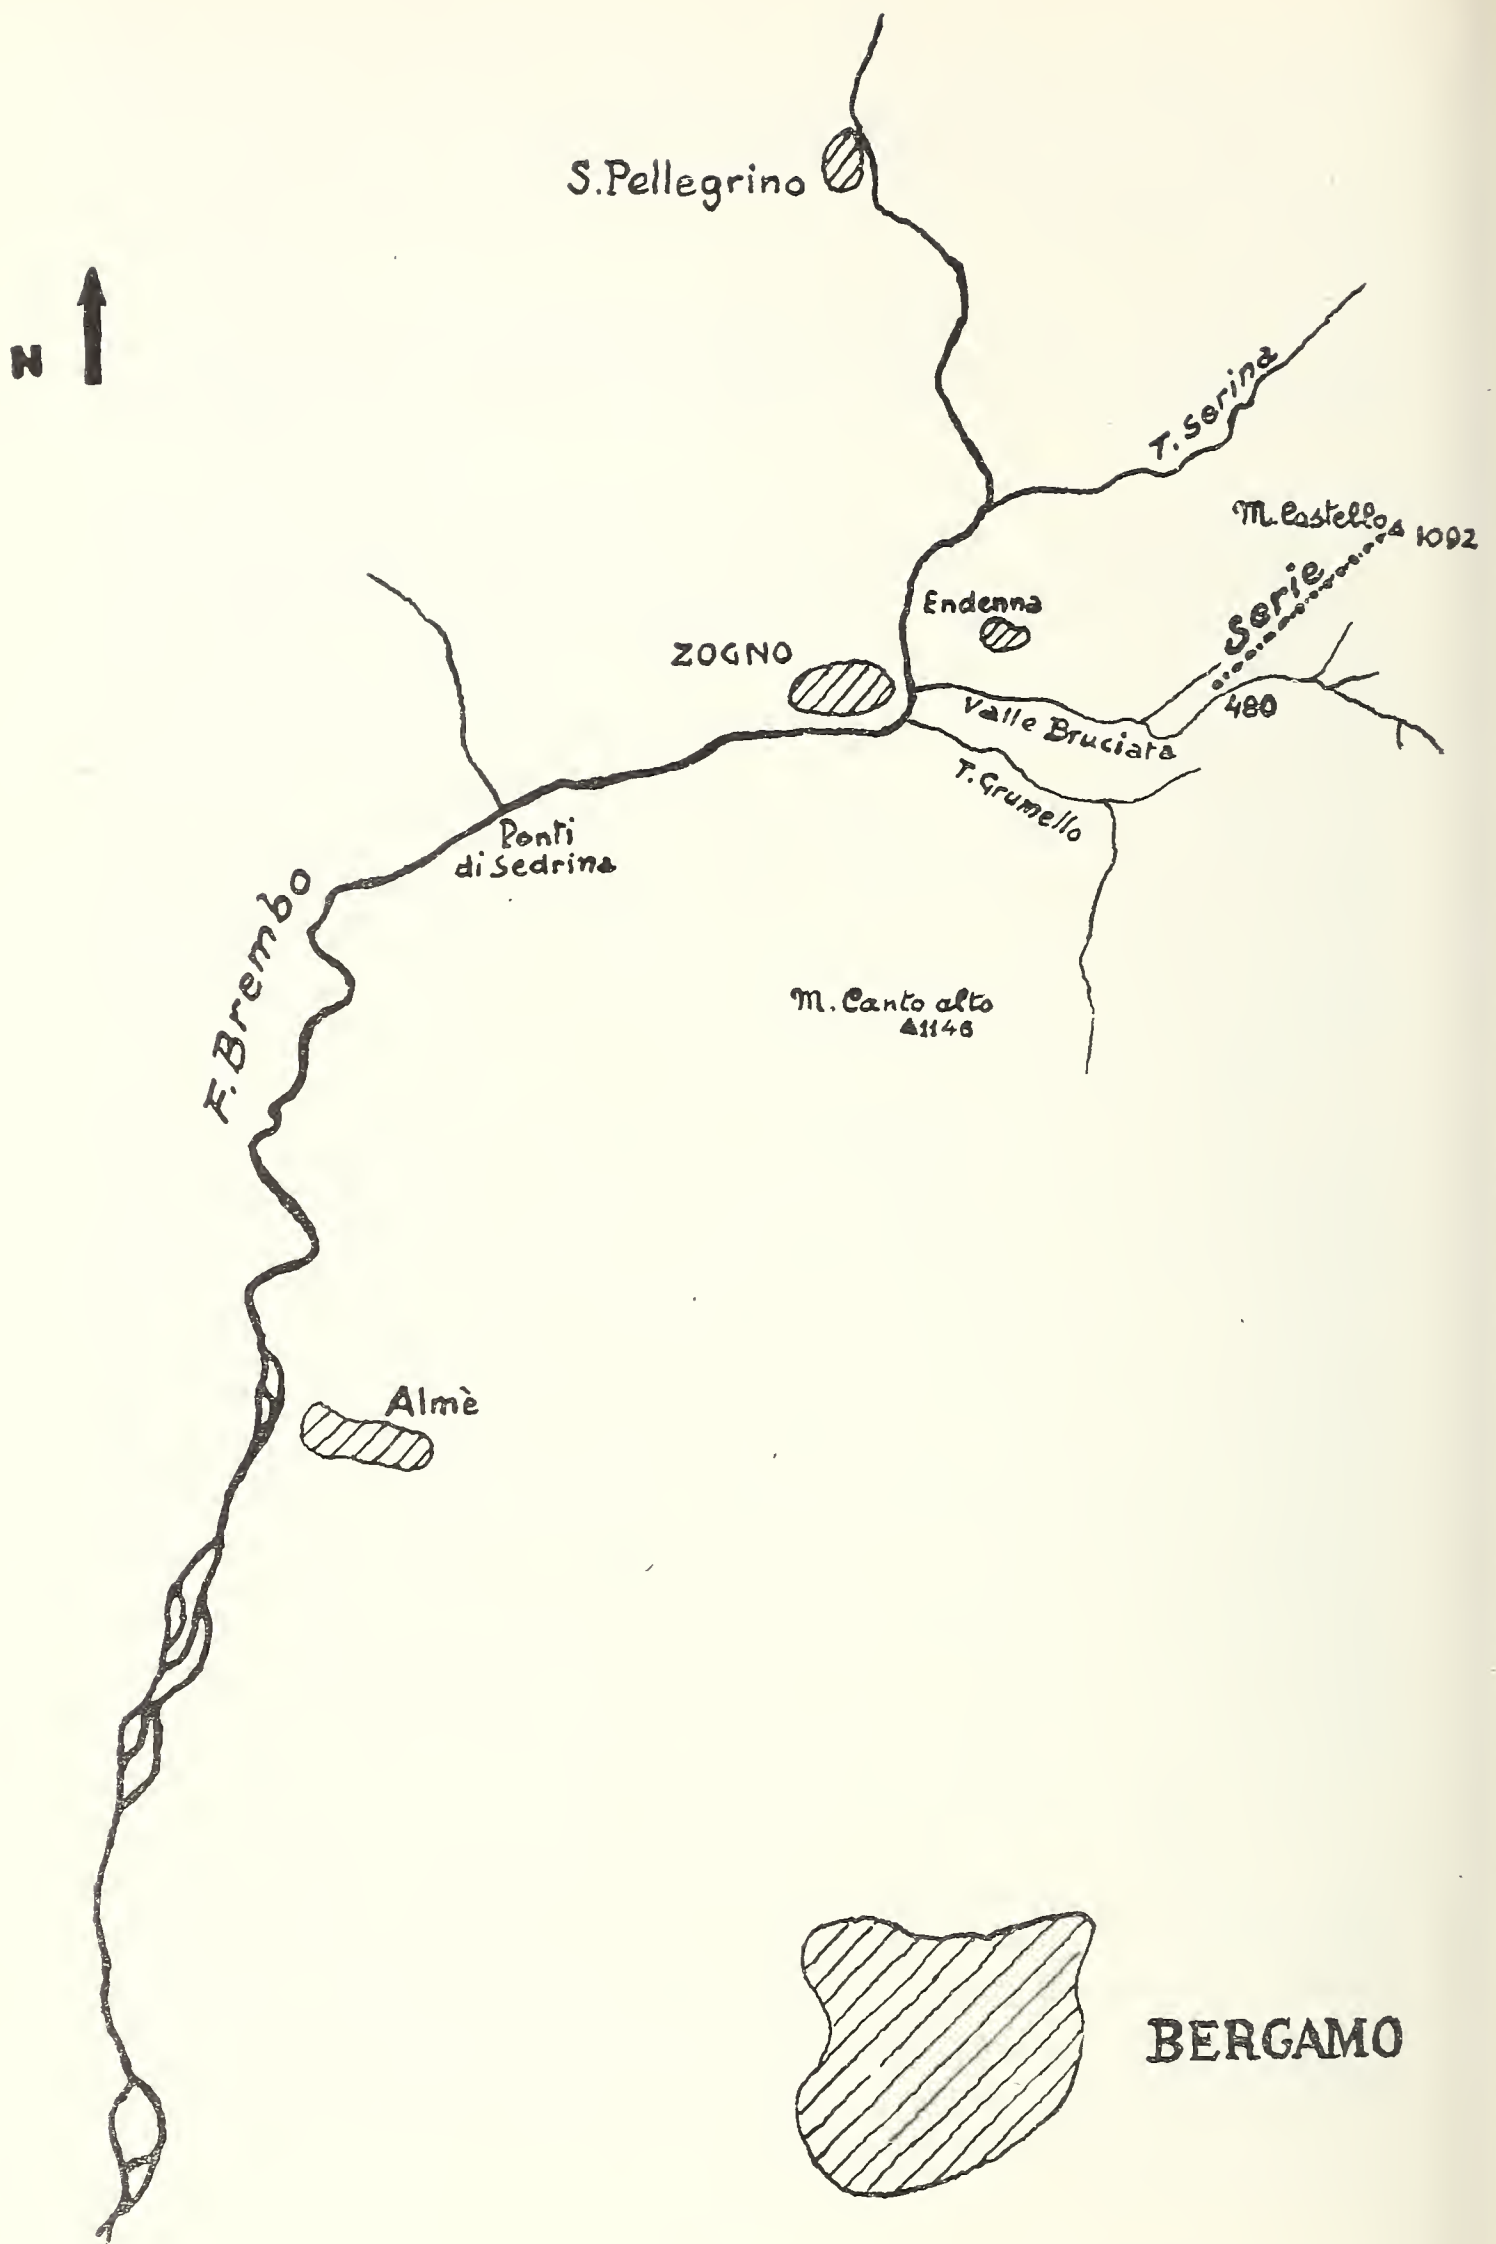 S.Pellegrino
N
T. Serina
M. Castello 1092
Serie
Endenna
ZOGNO
480
Valle Bruciata
T. Grumello
Ponti
di Sedrina
F. Brembo
M. Canto alto
1146
Almè
BERGAMO